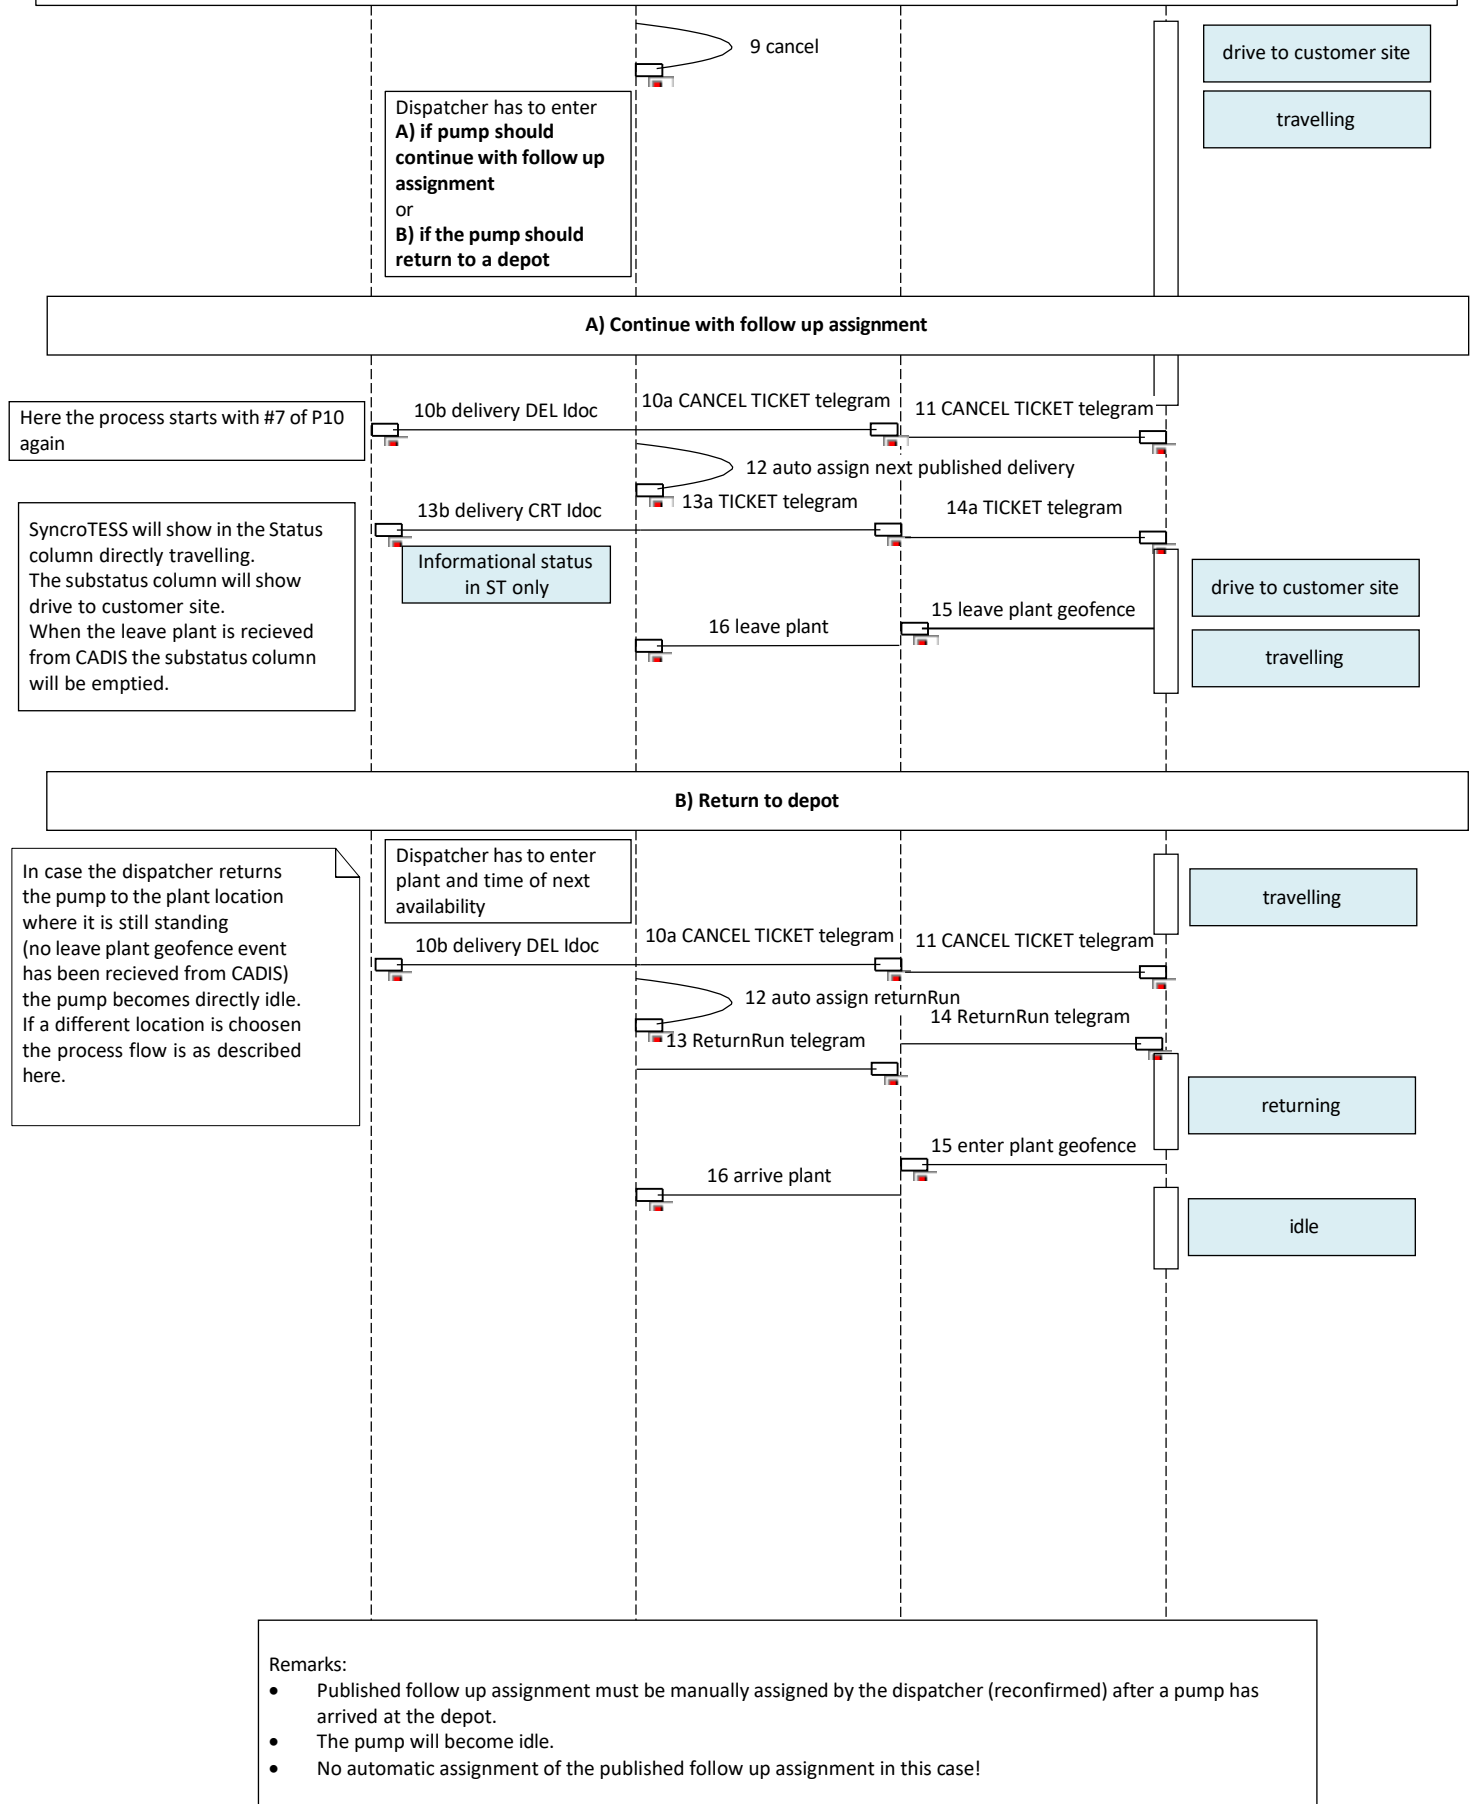 9 cancel
drive to customer site
travelling
Dispatcher has to enter
A) if pump should
continue with follow up
assignment
or
B) if the pump should
return to a depot
A) Continue with follow up assignment
Here the process starts with #7 of P10
again
10b delivery DEL Idoc
10a CANCEL TICKET telegram
11 CANCEL TICKET telegram
12 auto assign next published delivery
13b delivery CRT Idoc
13a TICKET telegram
14a TICKET telegram
SyncroTESS will show in the Status
column directly travelling.
The substatus column will show
drive to customer site.
When the leave plant is recieved
from CADIS the substatus column
will be emptied.
Informational status
in ST only
drive to customer site
15 leave plant geofence
16 leave plant
travelling
B) Return to depot
In case the dispatcher returns
the pump to the plant location
where it is still standing
(no leave plant geofence event
has been recieved from CADIS)
the pump becomes directly idle.
If a different location is choosen
the process flow is as described
here.
Dispatcher has to enter
plant and time of next
availability
travelling
10b delivery DEL Idoc
10a CANCEL TICKET telegram
11 CANCEL TICKET telegram
12 auto assign returnRun
14 ReturnRun telegram
13 ReturnRun telegram
returning
15 enter plant geofence
16 arrive plant
idle
Remarks:
• Published follow up assignment must be manually assigned by the dispatcher (reconfirmed) after a pump has
arrived at the depot.
• The pump will become idle.
• No automatic assignment of the published follow up assignment in this case!